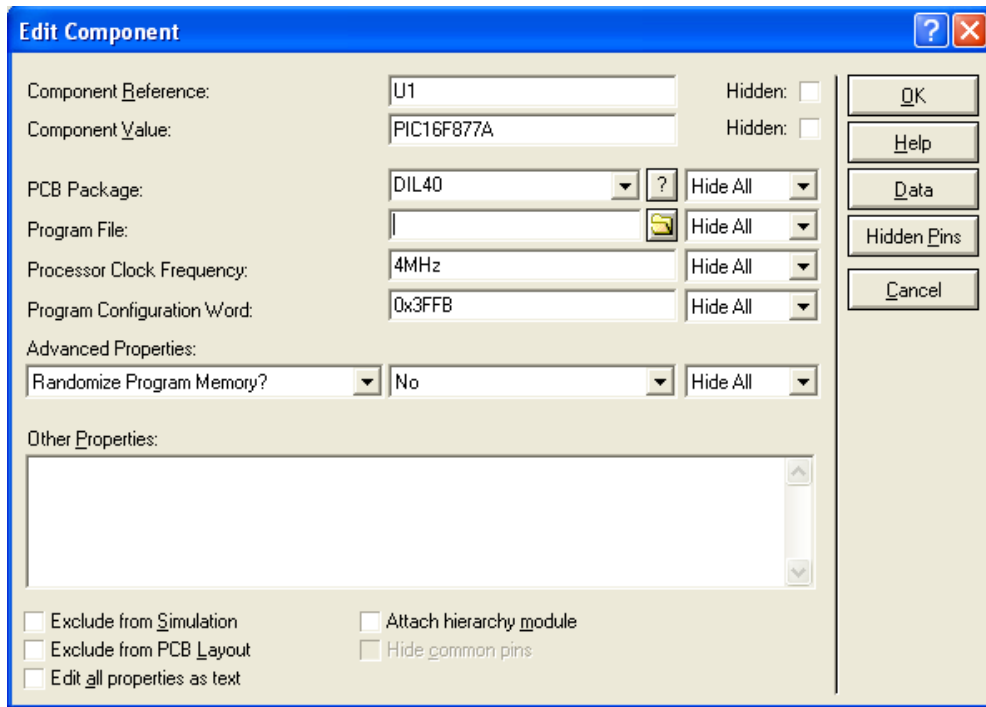 Edit Component
?
Component Reference: U1 Hidden:
Component Value: PIC16F877A Hidden:
PCB Package: DIL40 ? Hide All
Program File: Hide All
Processor Clock Frequency: 4MHz Hide All
Program Configuration Word: 0x3FFB Hide All
Advanced Properties:
Randomize Program Memory? No Hide All
Other Properties:
Exclude from Simulation Attach hierarchy module
Exclude from PCB Layout Hide common pins
Edit all properties as text
OK
Help
Data
Hidden Pins
Cancel